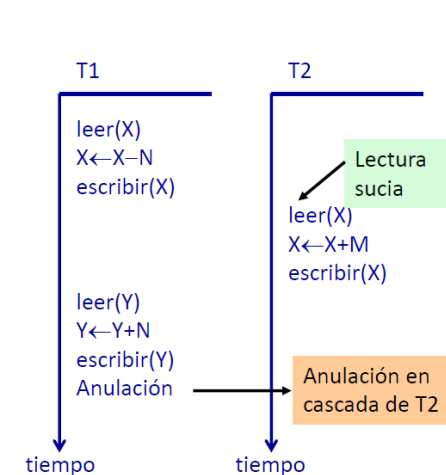 T1
T2
leer(X)
X←X−N
escribir(X)
Lectura
sucia
leer(X)
X←X+M
escribir(X)
leer(Y)
Y←Y+N
escribir(Y)
Anulación
Anulación en
cascada de T2
tiempo
tiempo